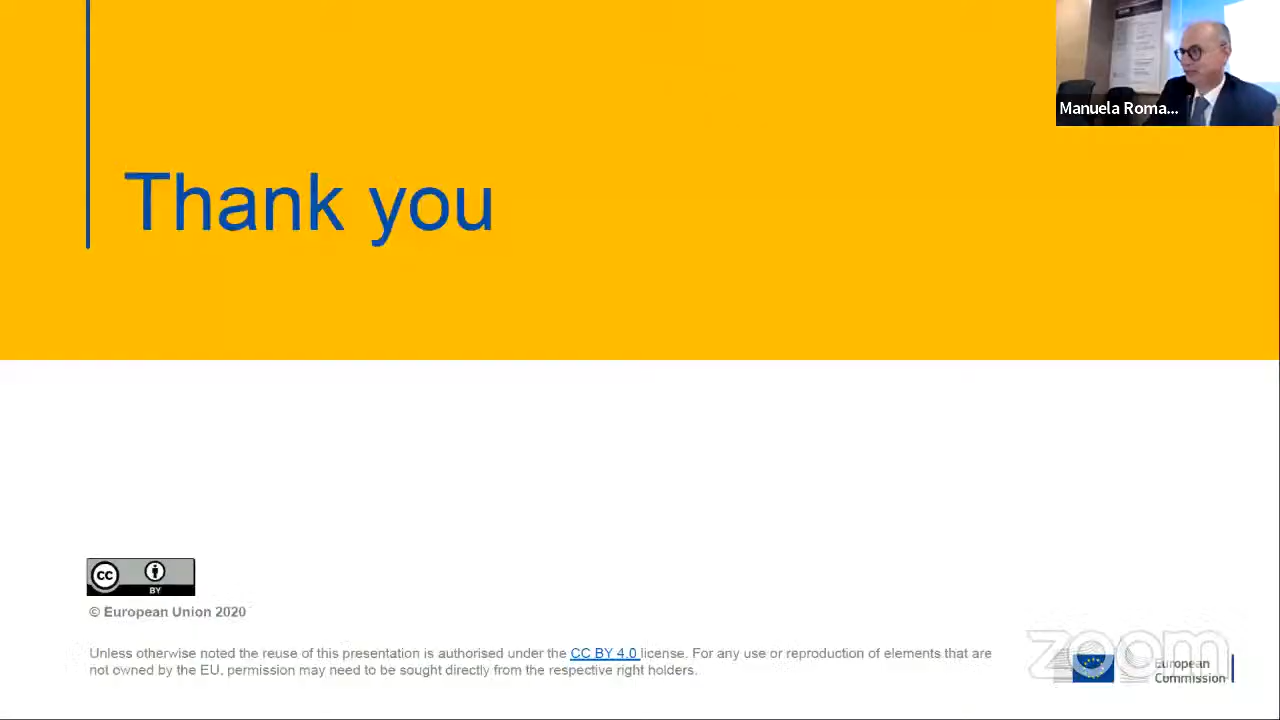 Manuela Roma...
Thank you
cc
BY
© European Union 2020
Unless otherwise noted the reuse of this presentation is authorised under the CC BY 4.0 license. For any use or reproduction of elements that are
not owned by the EU, permission may need to be sought directly from the respective right holders.
zoom
European
Commission